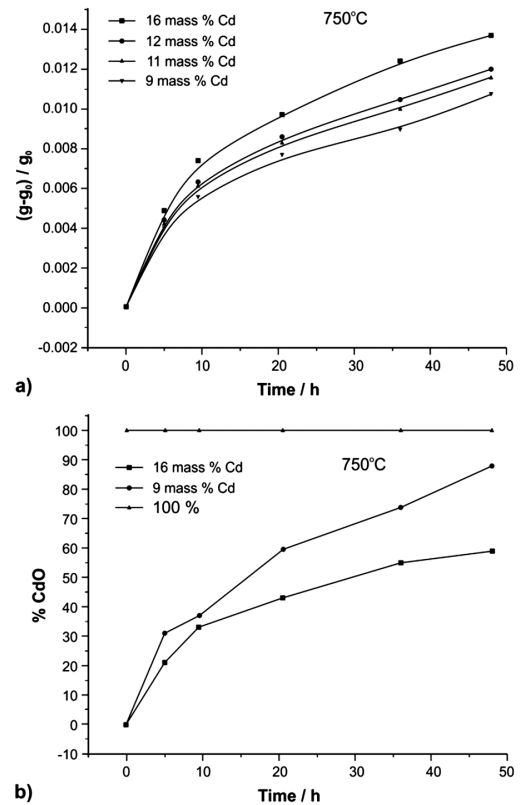 16 mass % Cd
12 mass % Cd
11 mass % Cd
9 mass % Cd
750°C
(g-g₀) / g₀
0.014
0.012
0.010
0.008
0.006
0.004
0.002
0.000
-0.002
0
10
20
30
40
50
Time / h
a)
16 mass % Cd
9 mass % Cd
100 %
750°C
% CdO
100
90
80
70
60
50
40
30
20
10
0
-10
0
10
20
30
40
50
Time / h
b)